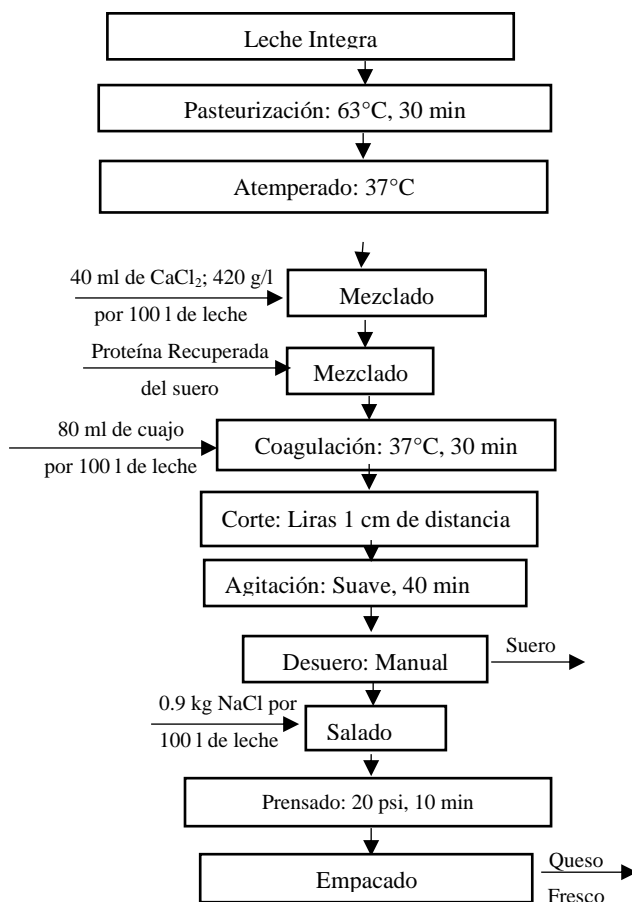 Leche Integra
Pasteurización: 63°C, 30 min
Atemperado: 37°C
40 ml de CaCl₂; 420 g/l
por 100 l de leche
Mezclado
Proteína Recuperada
del suero
Mezclado
80 ml de cuajo
por 100 l de leche
Coagulación: 37°C, 30 min
Corte: Liras 1 cm de distancia
Agitación: Suave, 40 min
Desuero: Manual
Suero
0.9 kg NaCl por
100 l de leche
Salado
Prensado: 20 psi, 10 min
Empacado
Queso
Fresco